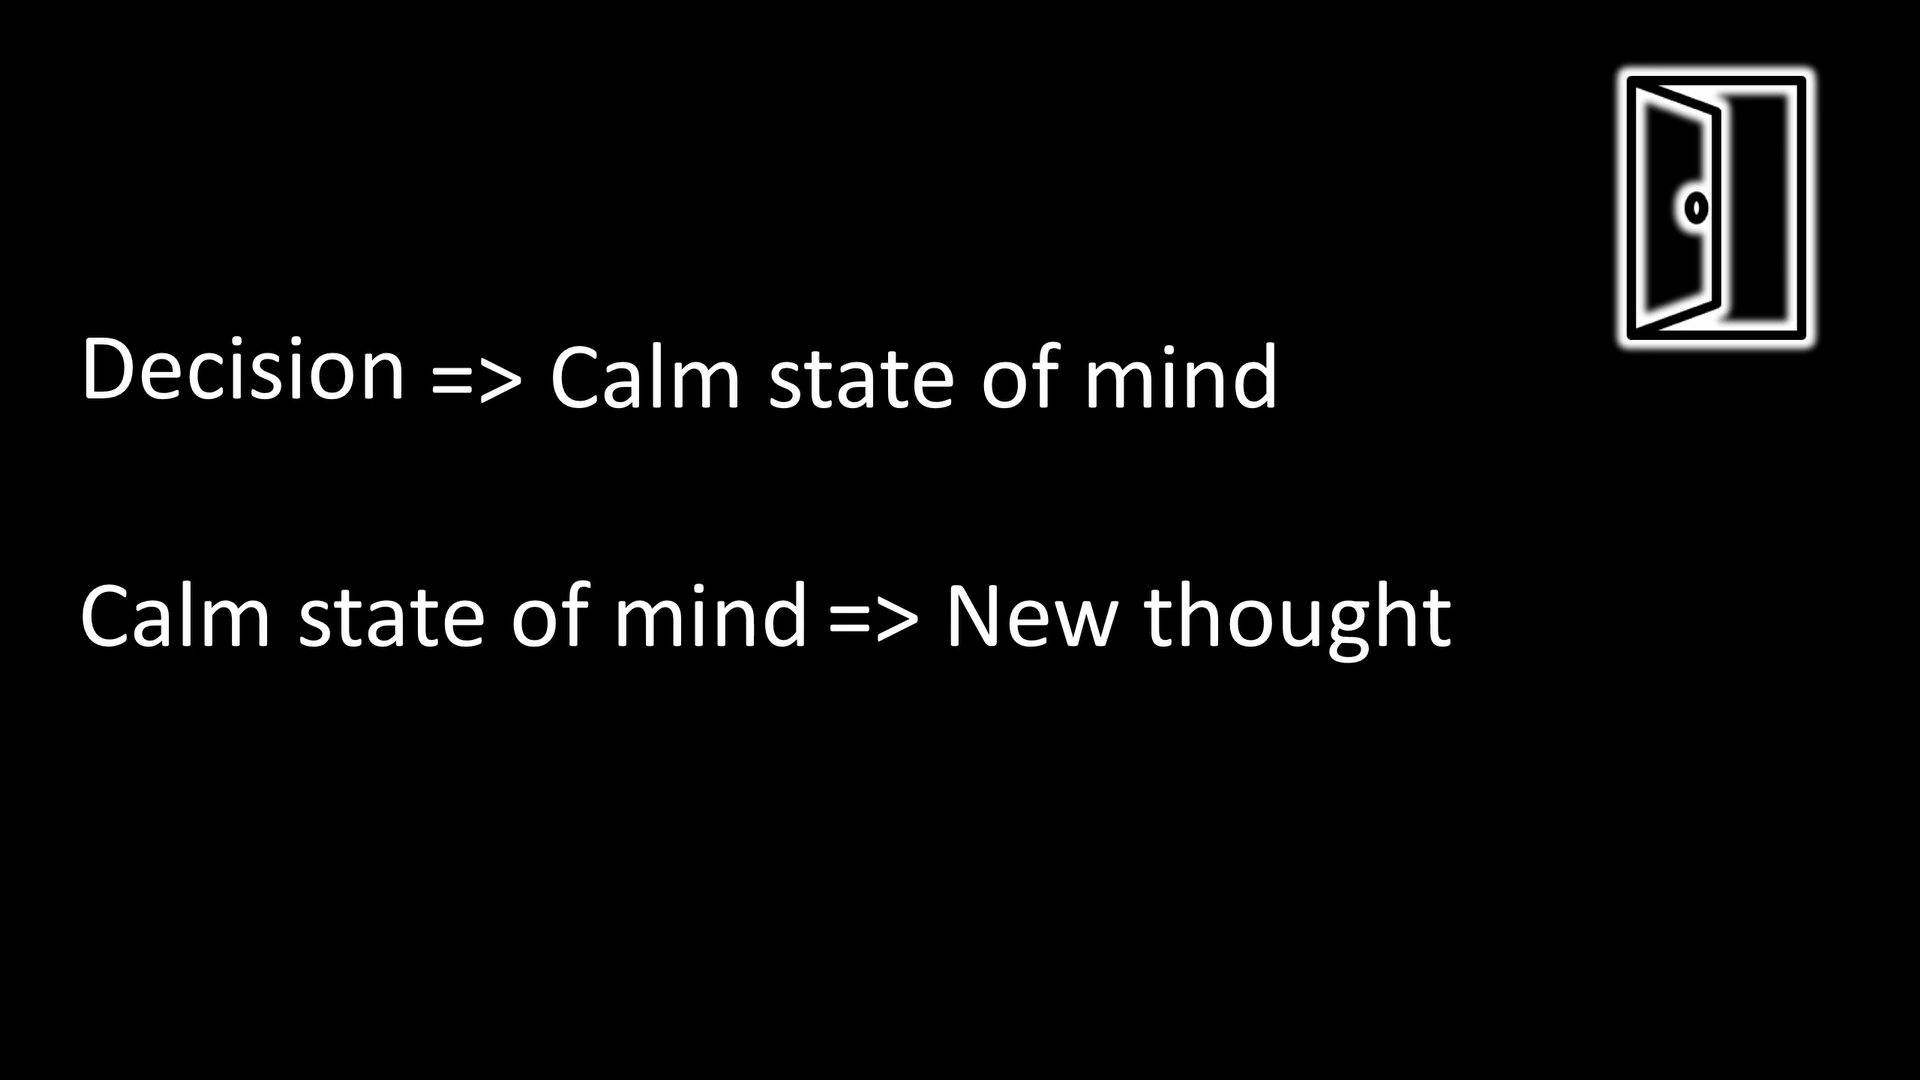 Decision => Calm state of mind
Calm state of mind => New thought